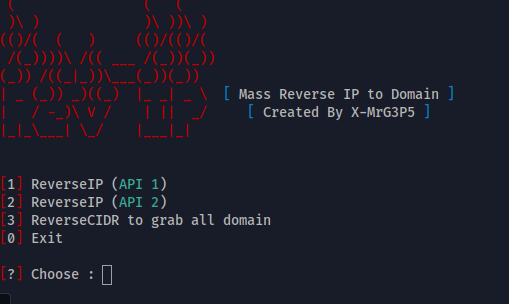 [ Mass Reverse IP to Domain ]
[ Created By X-MrG3P5 ]
[1] ReverseIP (API 1)
[2] ReverseIP (API 2)
[3] ReverseCIDR to grab all domain
[0] Exit
[?] Choose :